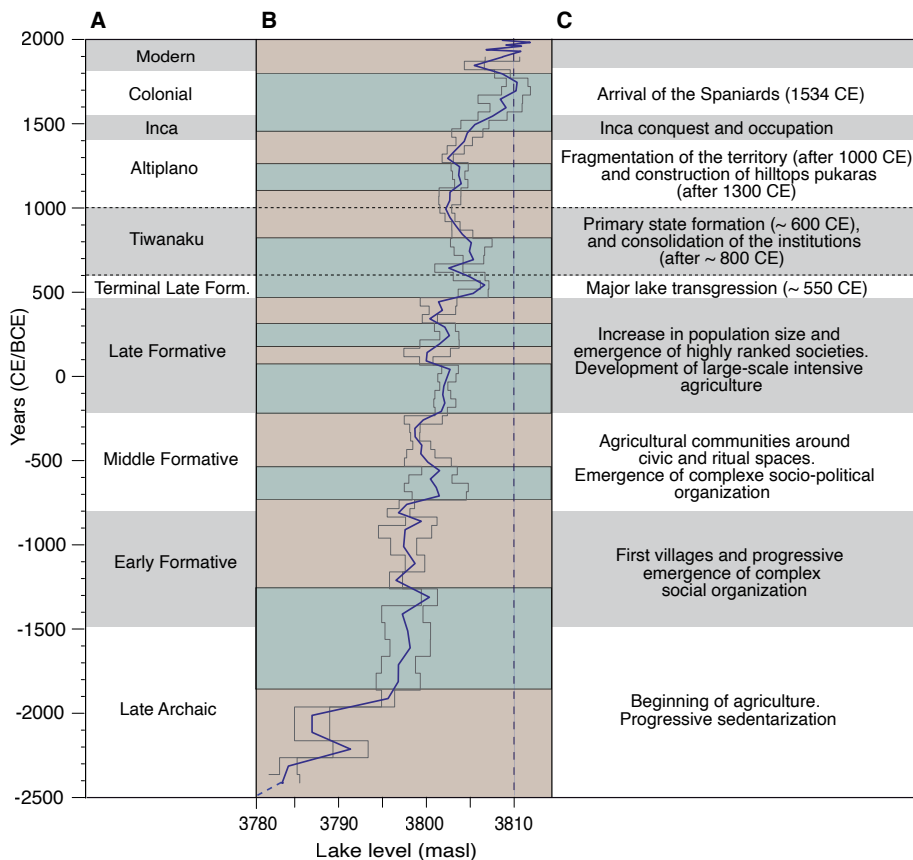 A
B
C
2000
1500
1000
500
0
-500
-1000
-1500
-2000
-2500
Years (CE/BCE)
Modern
Colonial
Inca
Altiplano
Tiwanaku
Terminal Late Form.
Late Formative
Middle Formative
Early Formative
Late Archaic
3780
3790
3800
3810
Lake level (masl)
Arrival of the Spaniards (1534 CE)
Inca conquest and occupation
Fragmentation of the territory (after 1000 CE)
and construction of hilltops pukaras
(after 1300 CE)
Primary state formation (~ 600 CE),
and consolidation of the institutions
(after ~ 800 CE)
Major lake transgression (~ 550 CE)
Increase in population size and
emergence of highly ranked societies.
Development of large-scale intensive
agriculture
Agricultural communities around
civic and ritual spaces.
Emergence of complexe socio-political
organization
First villages and progressive
emergence of complex
social organization
Beginning of agriculture.
Progressive sedentarization